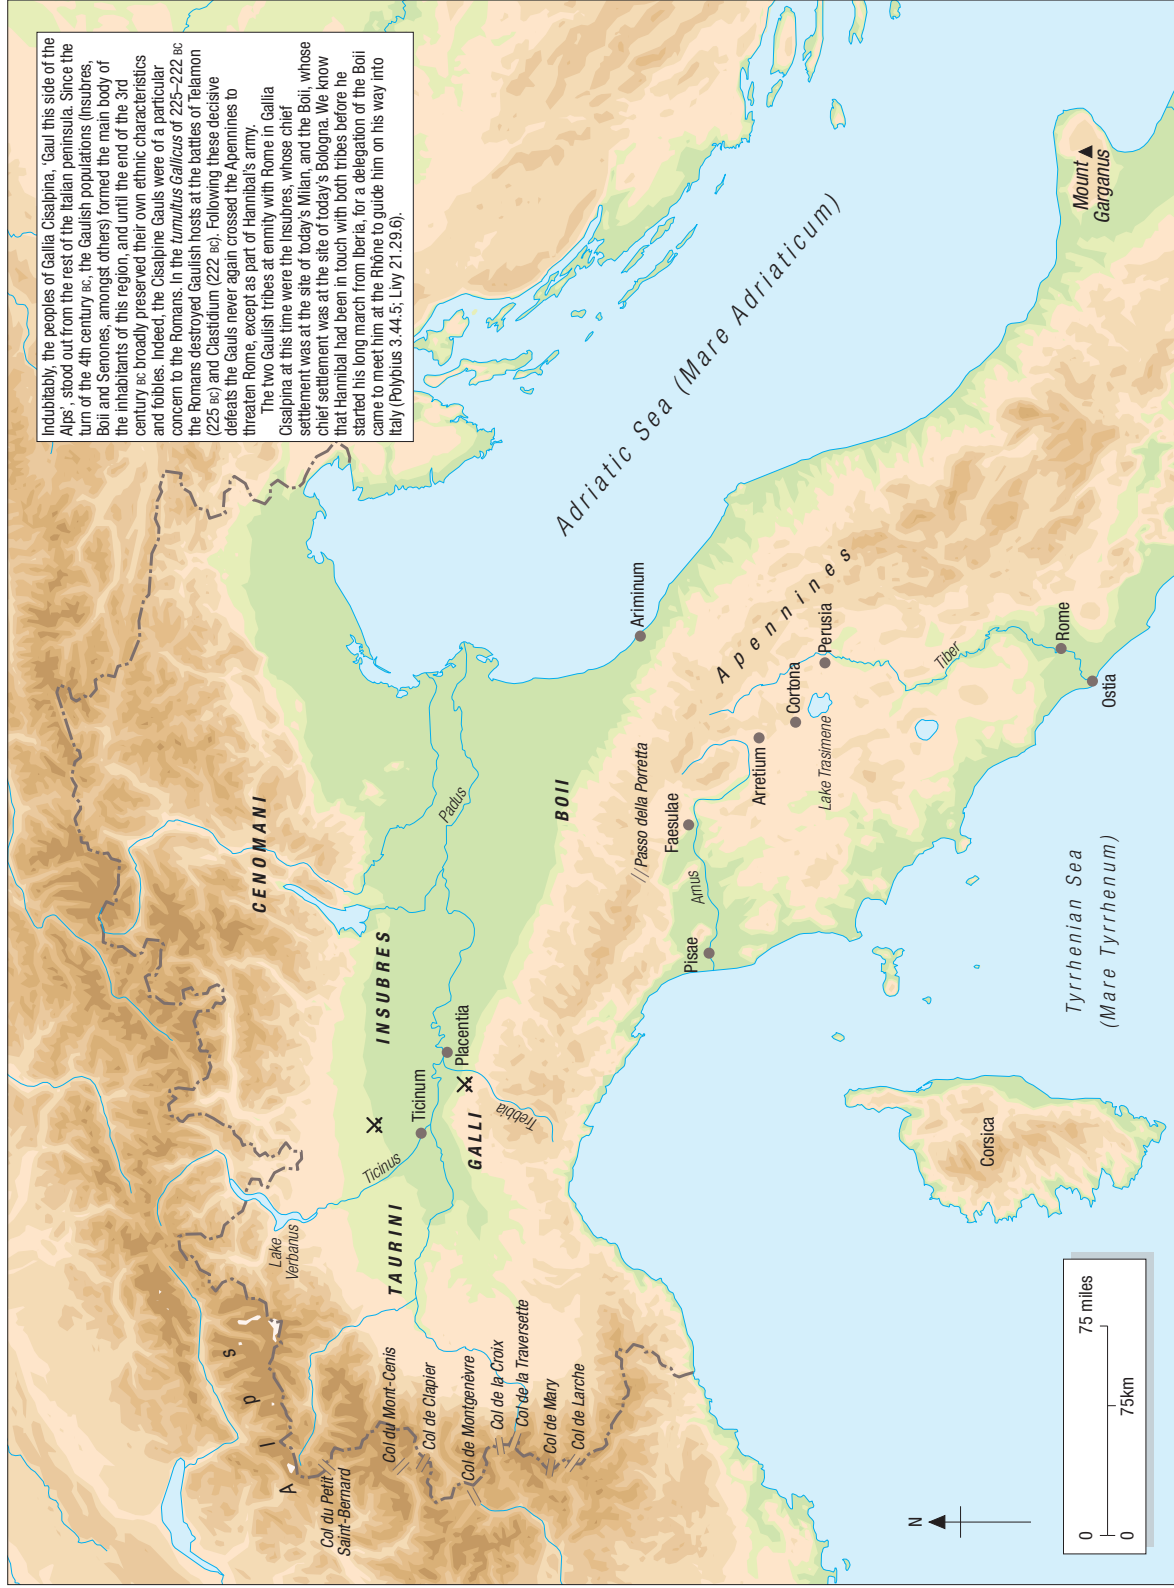 Indubitably, the peoples of Gallia Cisalpina, ‘Gaul this side of the
Alps’, stood out from the rest of the Italian peninsula. Since the
turn of the 4th century BC, the Gaulish populations (Insubres,
Boii and Senones, amongst others) formed the main body of
the inhabitants of this region, and until the end of the 3rd
century BC broadly preserved their own ethnic characteristics
and foibles. Indeed, the Cisalpine Gauls were of a particular
concern to the Romans. In the tumultus Gallicus of 225–222 BC
the Romans destroyed Gaulish hosts at the battles of Telamon
(225 BC) and Clastidium (222 BC). Following these decisive
defeats the Gauls never again crossed the Apennines to
threaten Rome, except as part of Hannibal’s army.
The two Gaulish tribes at enmity with Rome in Gallia
Cisalpina at this time were the Insubres, whose chief
settlement was at the site of today’s Milan, and the Boii, whose
chief settlement was at the site of today’s Bologna. We know
that Hannibal had been in touch with both tribes before he
started his long march from Iberia, for a delegation of the Boii
came to meet him at the Rhône to guide him on his way into
Italy (Polybius 3.44.5; Livy 21.29.6).
Alps
Lake
Verbanus
CENOMANI
Col du Petit
Saint-Bernard
Col du Mont-Cenis
Col de Clapier
Col de Montgenèvre
Col de la Croix
Col de la Traversette
Col de Mary
Col de Larche
TAURINI
Ticinus
Ticinum
INSUBRES
Placentia
GALLI
Trebbia
Padus
BOII
Adriatic Sea (Mare Adriaticum)
Ariminum
Passo della Porretta
Faesulae
Pisae
Arnus
Apennines
Arretium
Cortona
Perusia
Lake Trasimene
Tiber
Rome
Ostia
Mount
Garganus
Corsica
Tyrrhenian Sea
(Mare Tyrrhenum)
N
0
75 miles
0
75km